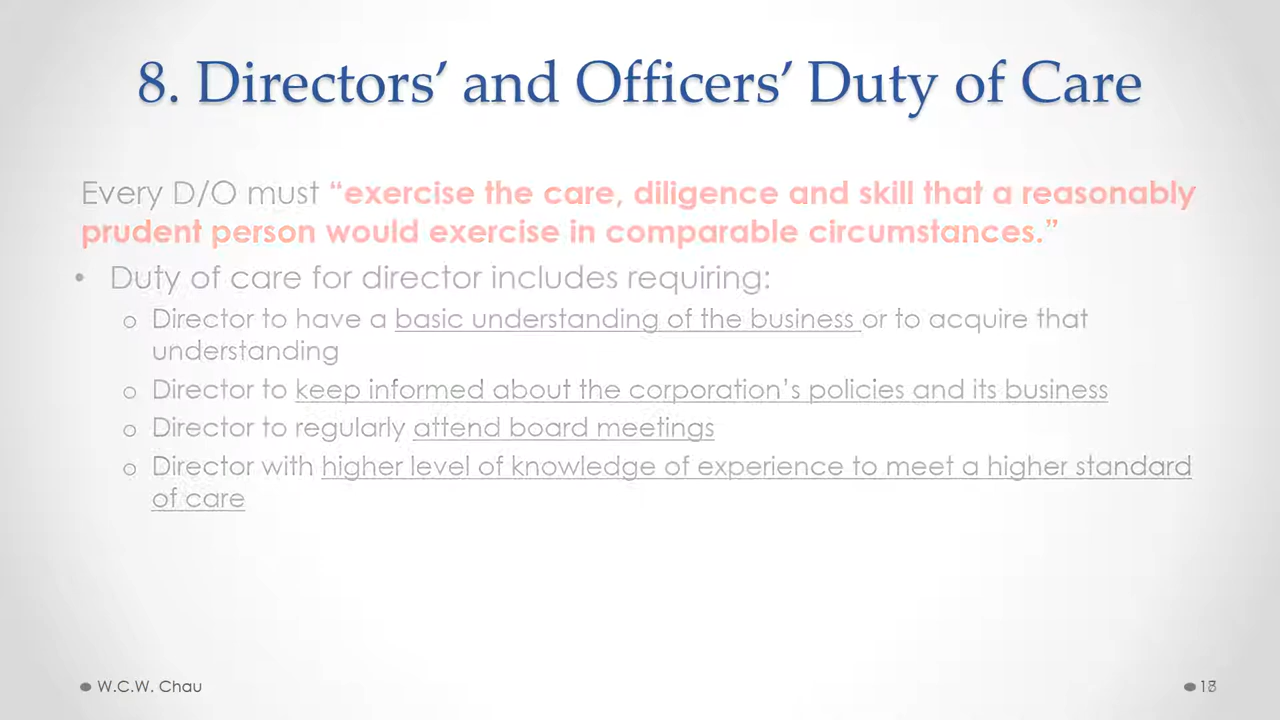 8. Directors’ and Officers’ Duty of Care
Every D/O must “exercise the care, diligence and skill that a reasonably
prudent person would exercise in comparable circumstances.”
• Duty of care for director includes requiring:
o Director to have a basic understanding of the business or to acquire that
understanding
o Director to keep informed about the corporation’s policies and its business
o Director to regularly attend board meetings
o Director with higher level of knowledge of experience to meet a higher standard
of care
W.C.W. Chau